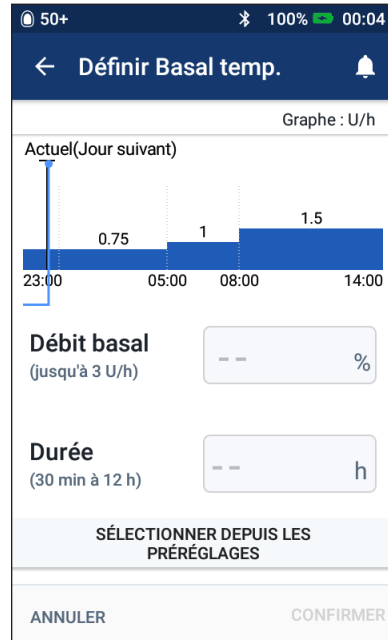 50+ 100% 00:04
Définir Basal temp.
Graphe : U/h
Actuel(Jour suivant)
0.75 1 1.5
23:00 05:00 08:00 14:00
Débit basal
(jusqu'à 3 U/h)
-- %
Durée
(30 min à 12 h)
-- h
SÉLECTIONNER DEPUIS LES
PRÉRÉGLAGES
ANNULER CONFIRMER